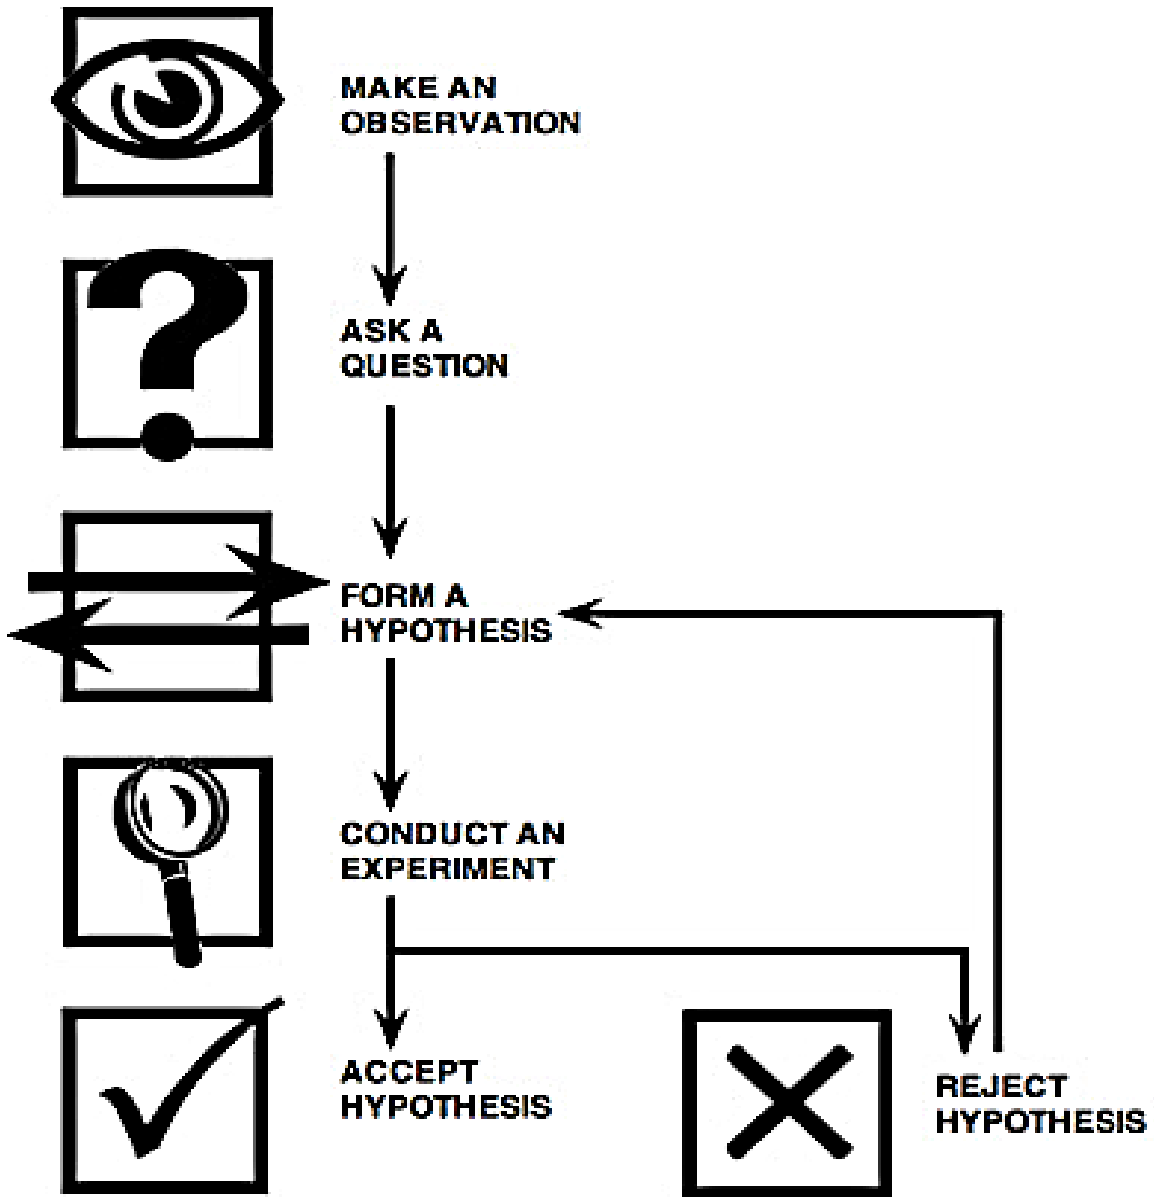 MAKE AN
OBSERVATION
ASK A
QUESTION
FORM A
HYPOTHESIS
CONDUCT AN
EXPERIMENT
ACCEPT
HYPOTHESIS
REJECT
HYPOTHESIS